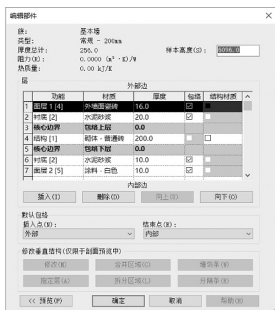 编辑部件
族: 基本墙
类型: 常规 - 200mm
厚度总计: 256.0 样本高度(S): 6096.0
阻力(R): 0.0000 (m²·K)/W
热质量: 0.00 kJ/K
层
外部边
功能 材质 厚度 包络 结构材质
1 面层 1 [4] 外墙面瓷砖 16.0
2 衬底 [2] 水泥砂浆 20.0
3 核心边界 包络上层 0.0
4 结构 [1] 砌体 - 普通砖 200.0
5 核心边界 包络下层 0.0
6 衬底 [2] 水泥砂浆 10.0
7 面层 2 [5] 涂料 - 白色 10.0
内部边
插入(I) 删除(D) 向上(U) 向下(O)
默认包络
插入点(N): 结束点(E):
外部 内部
修改垂直结构(仅限于剖面预览中)
修改(M) 合并区域(G) 墙饰条(W)
指定层(A) 拆分区域(L) 分隔条(R)
<< 预览(P) 确定 取消 帮助(H)